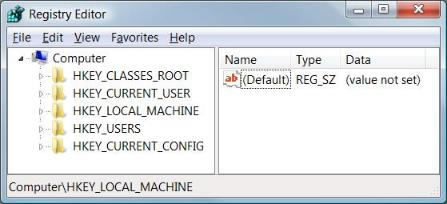 Registry Editor
File Edit View Favorites Help
Computer
HKEY_CLASSES_ROOT
HKEY_CURRENT_USER
HKEY_LOCAL_MACHINE
HKEY_USERS
HKEY_CURRENT_CONFIG
Name Type Data
ab (Default) REG_SZ (value not set)
Computer\HKEY_LOCAL_MACHINE